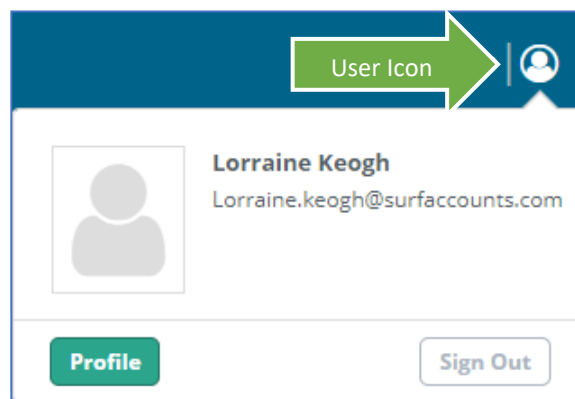 User Icon
Lorraine Keogh
Lorraine.keogh@surfaccounts.com
Profile
Sign Out